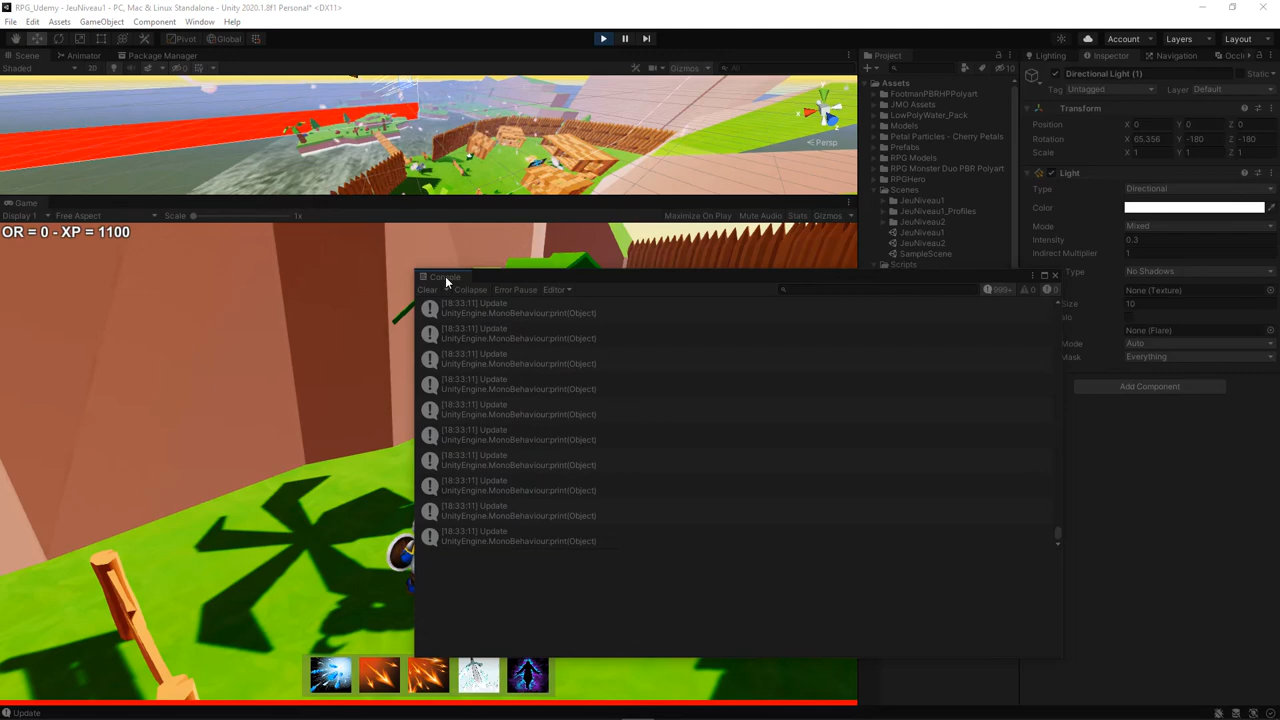 RPG_Udemy - JeuNiveau1 - PC, Mac & Linux Standalone - Unity 2020.1.8f1 Personal* <DX11>
File Edit Assets GameObject Component Window Help
Pivot Global Account Layers Layout
Scene Animator Package Manager
Shaded 2D 0 Gizmos All
Persp
Game
Display 1 Free Aspect Scale 1x Maximize On Play Mute Audio Stats Gizmos
OR = 0 - XP = 1100
Console
Clear Collapse Error Pause Editor 999+ 0 0
[18:33:11] Update
UnityEngine.MonoBehaviour:print(Object)
[18:33:11] Update
UnityEngine.MonoBehaviour:print(Object)
[18:33:11] Update
UnityEngine.MonoBehaviour:print(Object)
[18:33:11] Update
UnityEngine.MonoBehaviour:print(Object)
[18:33:11] Update
UnityEngine.MonoBehaviour:print(Object)
[18:33:11] Update
UnityEngine.MonoBehaviour:print(Object)
[18:33:11] Update
UnityEngine.MonoBehaviour:print(Object)
[18:33:11] Update
UnityEngine.MonoBehaviour:print(Object)
[18:33:11] Update
UnityEngine.MonoBehaviour:print(Object)
[18:33:11] Update
UnityEngine.MonoBehaviour:print(Object)
Project
10
Assets
FootmanPBRHPPolyart
JMO Assets
LowPolyWater_Pack
Models
Petal Particles - Cherry Petals
Prefabs
RPG Models
RPG Monster Duo PBR Polyart
RPGHero
Scenes
JeuNiveau1
JeuNiveau1_Profiles
JeuNiveau2
JeuNiveau1
JeuNiveau2
SampleScene
Scripts
Lighting Inspector Navigation Occl
Directional Light (1) Static
Tag Untagged Layer Default
Transform
Position X 0 Y 0 Z 0
Rotation X 65.356 Y -180 Z -180
Scale X 1 Y 1 Z 1
Light
Type Directional
Color
Mode Mixed
Intensity 0.3
Indirect Multiplier 1
Type No Shadows
None (Texture)
Size 10
alo
None (Flare)
Mode Auto
Mask Everything
Add Component
Update